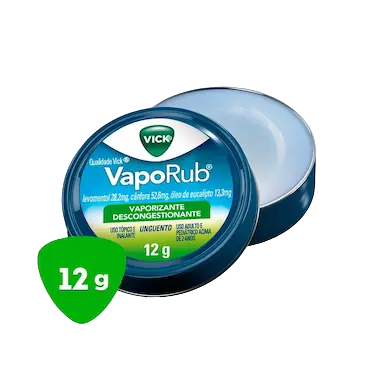 VICK
Qualidade Vick®
VapoRub®
levomentol 28,2mg, cânfora 52,6mg, óleo de eucalipto 13,3mg
VAPORIZANTE
DESCONGESTIONANTE
USO TÓPICO E
INALANTE
UNGUENTO
USO ADULTO E
PEDIÁTRICO ACIMA
DE 2 ANOS
12 g
12 g